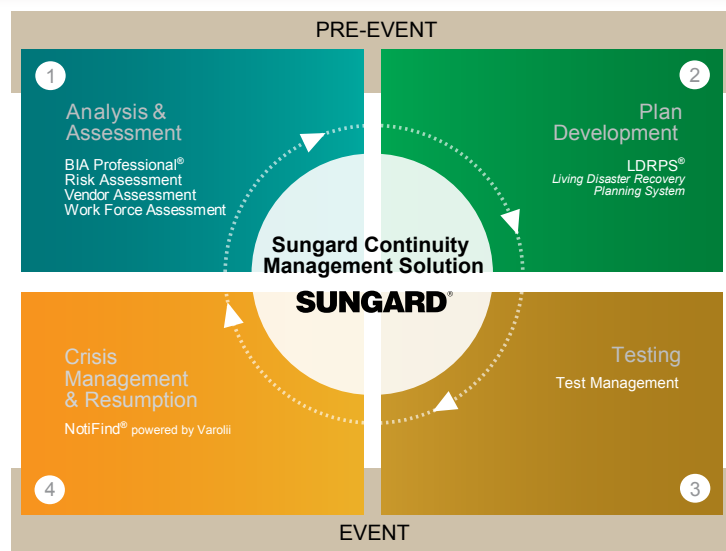 PRE-EVENT
1
Analysis &
Assessment
BIA Professional®
Risk Assessment
Vendor Assessment
Work Force Assessment
2
Plan
Development
LDRPS®
Living Disaster Recovery
Planning System
Sungard Continuity
Management Solution
SUNGARD®
Crisis
Management
& Resumption
NotiFind® powered by Varolii
4
Testing
Test Management
3
EVENT